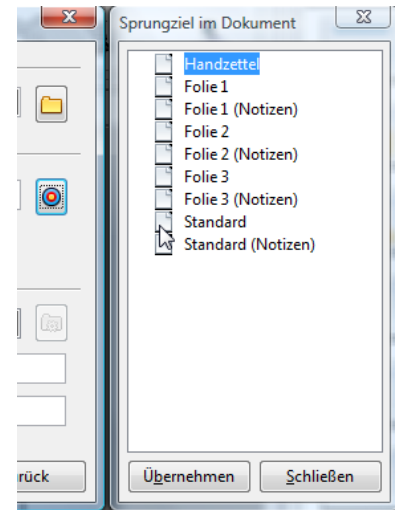 Sprungziel im Dokument
Handzettel
Folie 1
Folie 1 (Notizen)
Folie 2
Folie 2 (Notizen)
Folie 3
Folie 3 (Notizen)
Standard
Standard (Notizen)
rück
Übernehmen
Schließen